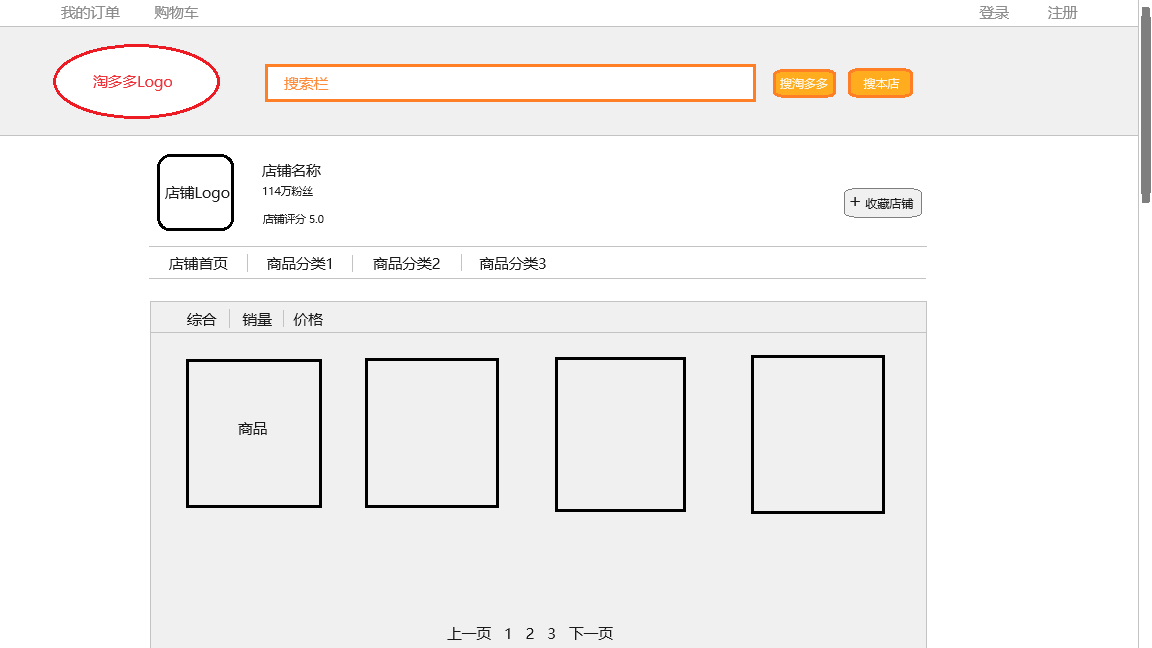 我的订单 购物车 登录 注册
淘多多Logo 搜索栏 搜淘多多 搜本店
店铺Logo 店铺名称
114万粉丝
店铺评分 5.0
+ 收藏店铺
店铺首页 商品分类1 商品分类2 商品分类3
综合 销量 价格
商品
上一页 1 2 3 下一页